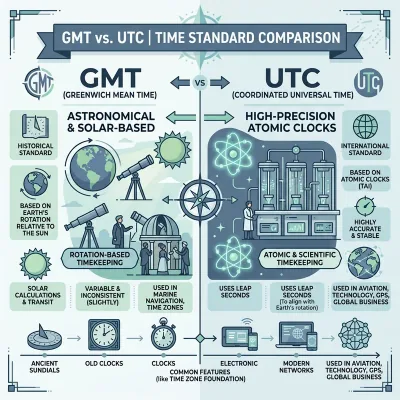 GMT vs. UTC | TIME STANDARD COMPARISON
GMT
GMT
(GREENWICH MEAN TIME)
VS
UTC
(COORDINATED UNIVERSAL TIME)
UTC
ASTRONOMICAL
& SOLAR-BASED
HIGH-PRECISION
ATOMIC CLOCKS
HISTORICAL
STANDARD
BASED ON
EARTH'S
ROTATION
RELATIVE TO
THE SUN
ROTATION-BASED
TIMEKEEPING
ATOMIC & SCIENTIFIC
TIMEKEEPING
INTERNATIONAL
STANDARD
BASED ON
ATOMIC CLOCKS
(TAI)
HIGHLY
ACCURATE
& STABLE
SOLAR
CALCULATIONS
& TRANSIT
VARIABLE &
INCONSISTENT
(SLIGHTLY)
USED IN
MARINE
NAVIGATION,
TIME ZONES
USES LEAP
SECONDS
USES LEAP
SECONDS
(To align with
Earth's rotation)
USED IN AVIATION,
TECHNOLOGY, GPS,
GLOBAL BUSINESS
ANCIENT
SUNDIALS
OLD CLOCKS
CLOCKS
ELECTRONIC
MODERN
NETWORKS
USED IN AVIATION,
TECHNOLOGY, GPS,
GLOBAL BUSINESS
COMMON FEATURES
(like TIME ZONE FOUNDATION)